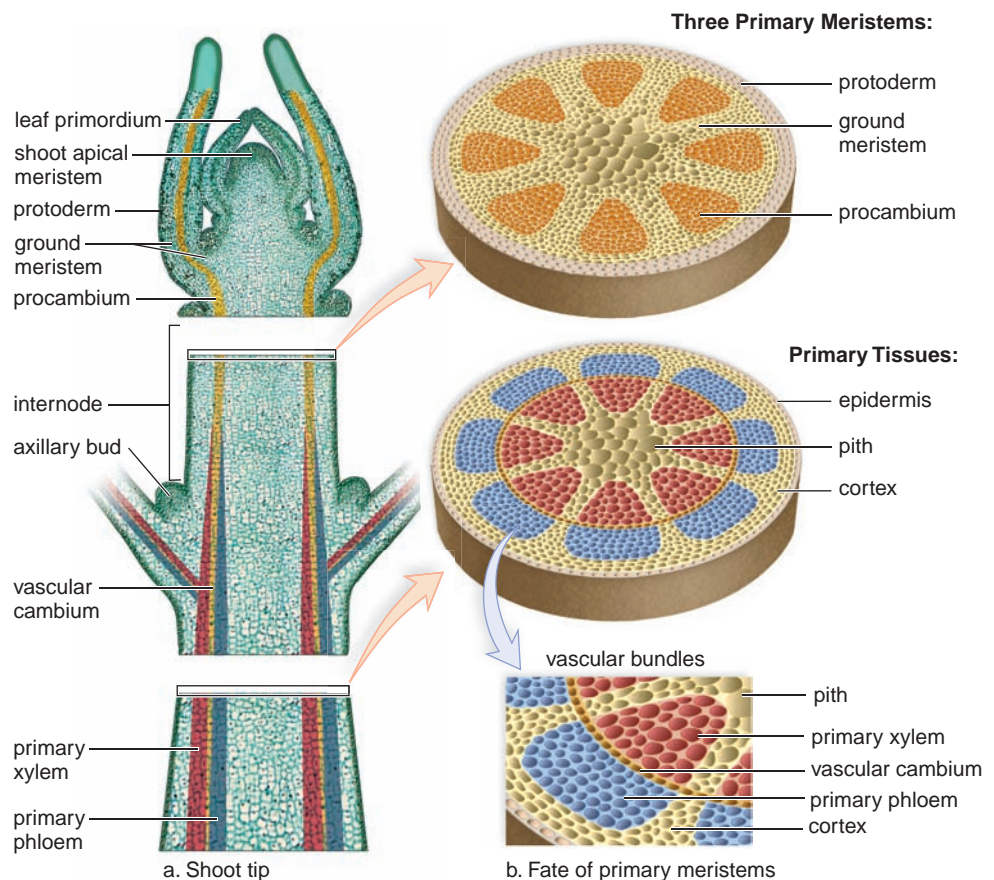 Three Primary Meristems:
leaf primordium
shoot apical
meristem
protoderm
ground
meristem
procambium
protoderm
ground
meristem
procambium
internode
axillary bud
vascular
cambium
Primary Tissues:
epidermis
pith
cortex
primary
xylem
primary
phloem
a. Shoot tip
vascular bundles
pith
primary xylem
vascular cambium
primary phloem
cortex
b. Fate of primary meristems